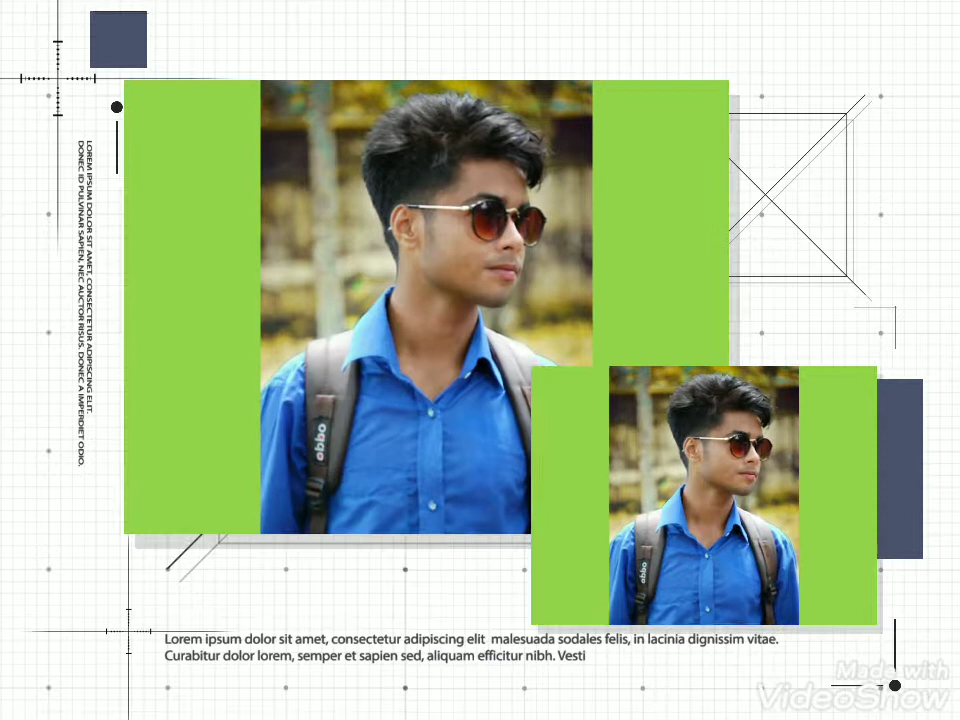 LOREM IPSUM DOLOR SIT AMET, CONSECTETUR ADIPISCING ELIT.
DONEC ID PULVINAR SAPIEN, NEC AUCTOR RISUS. DONEC A IMPERDIET ODIO.
Lorem ipsum dolor sit amet, consectetur adipiscing elit malesuada sodales felis, in lacinia dignissim vitae.
Curabitur dolor lorem, semper et sapien sed, aliquam efficitur nibh. Vesti
Made with
VideoShow